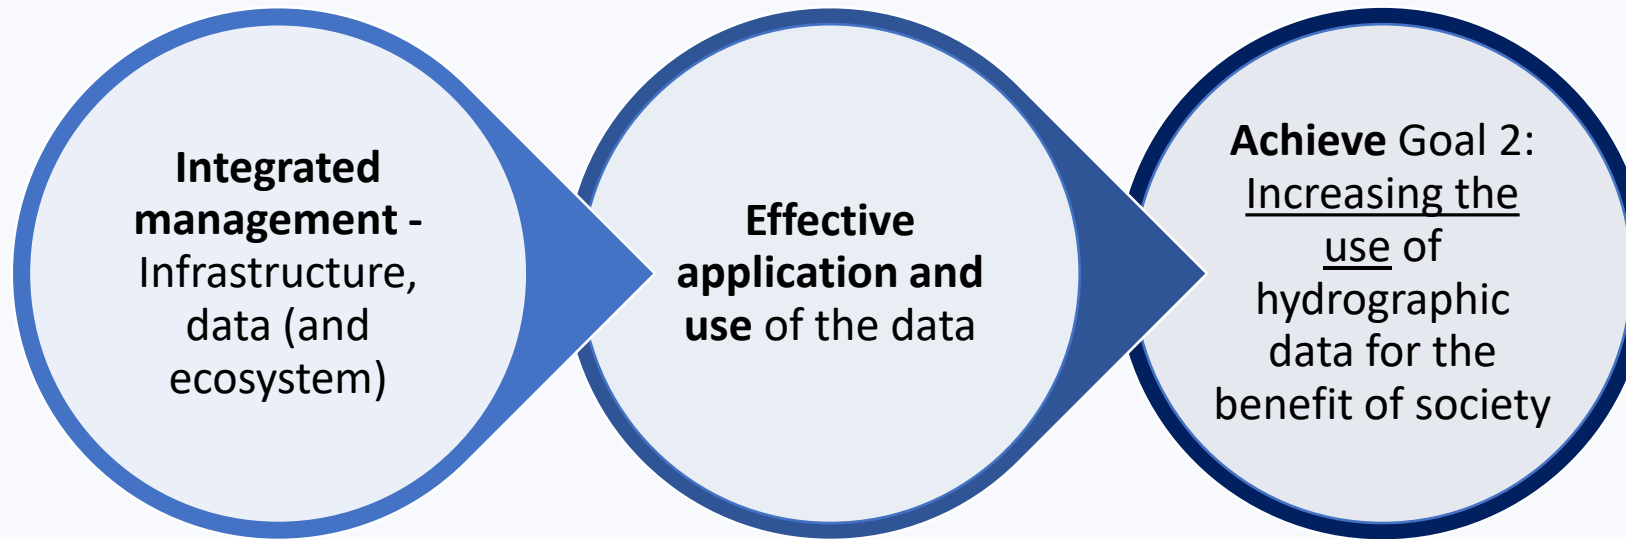 Integrated
management -
Infrastructure,
data (and
ecosystem)
Effective
application and
use of the data
Achieve Goal 2:
Increasing the
use of
hydrographic
data for the
benefit of society